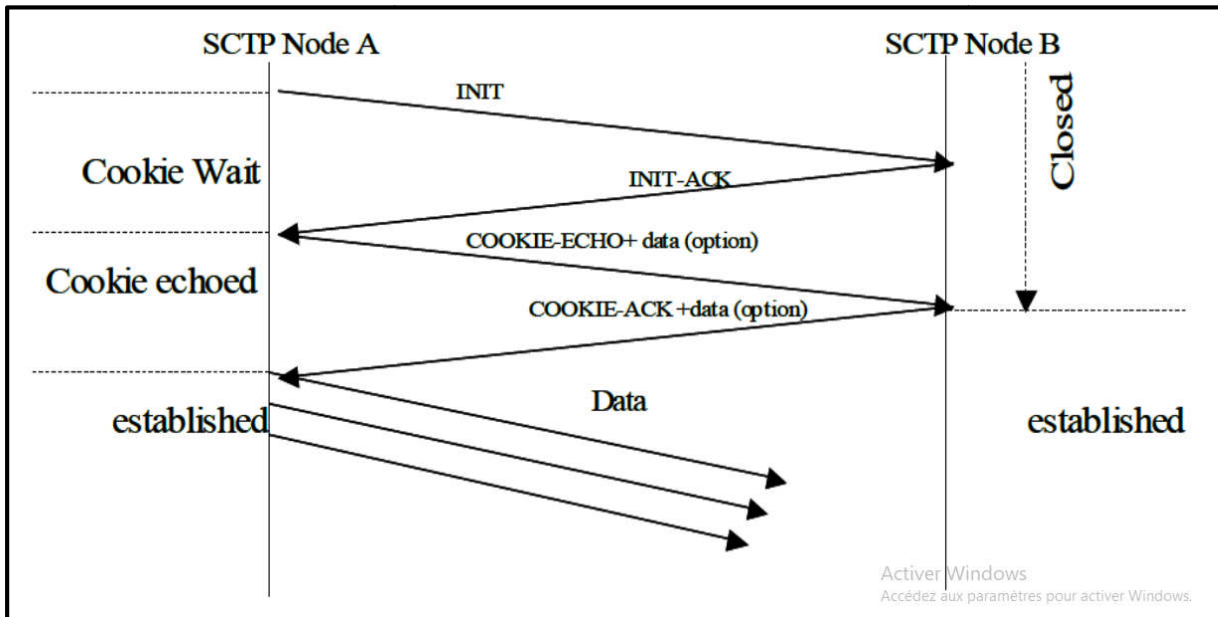 SCTP Node A
SCTP Node B
INIT
Closed
Cookie Wait
INIT-ACK
COOKIE-ECHO+ data (option)
Cookie echoed
COOKIE-ACK +data (option)
Data
established
established
Activer Windows
Accédez aux paramètres pour activer Windows.